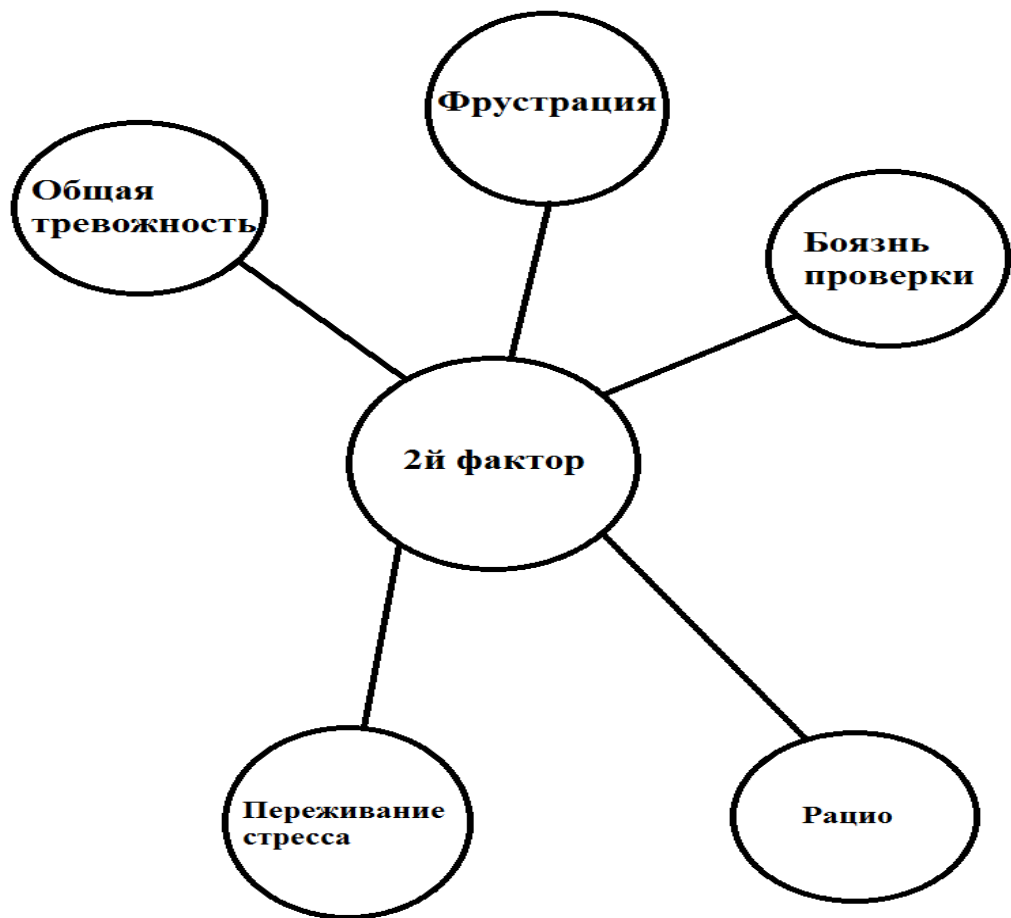 Фрустрация
Общая
тревожность
Боязнь
проверки
2й фактор
Переживание
стресса
Рацио